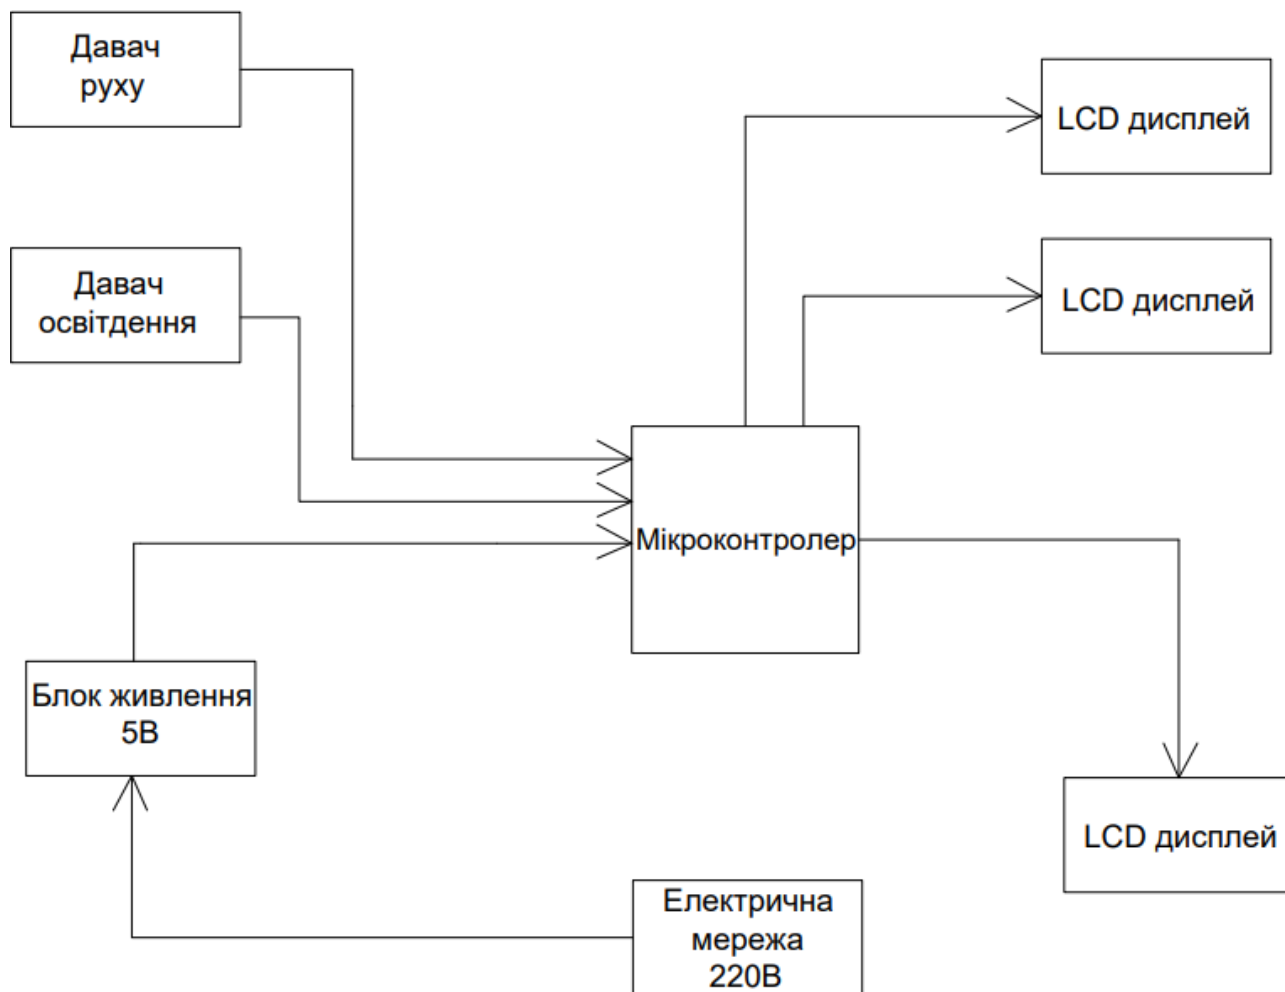 Давач
руху
LCD дисплей
Давач
освітдення
LCD дисплей
Мікроконтролер
Блок живлення
5В
LCD дисплей
Електрична
мережа
220В